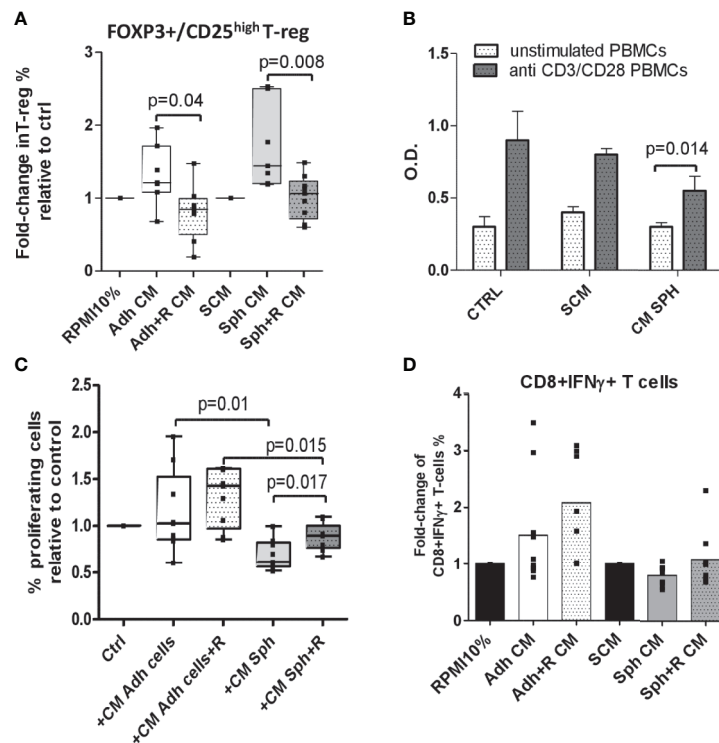 A
FOXP3+/CD25high T-reg
Fold-change inT-reg %
relative to ctrl
3
2
1
0
p=0.04
p=0.008
RPMI10%
Adh CM
Adh+R CM
SCM
Sph CM
Sph+R CM
B
unstimulated PBMCs
anti CD3/CD28 PBMCs
O.D.
1.5
1.0
0.5
0.0
p=0.014
CTRL
SCM
CM SPH
C
% proliferating cells
relative to control
2.5
2.0
1.5
1.0
0.5
0.0
p=0.01
p=0.015
p=0.017
Ctrl
+CM Adh cells
+CM Adh cells+R
+CM Sph
+CM Sph+R
D
CD8+IFNγ+ T cells
Fold-change of
CD8+IFNγ+ T-cells %
4
3
2
1
0
RPMI10%
Adh CM
Adh+R CM
SCM
Sph CM
Sph+R CM